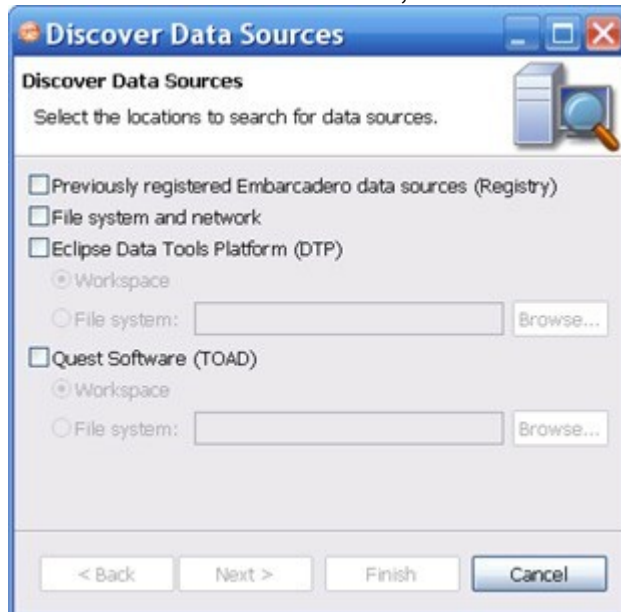 Discover Data Sources
Discover Data Sources
Select the locations to search for data sources.
Previously registered Embarcadero data sources (Registry)
File system and network
Eclipse Data Tools Platform (DTP)
Workspace
File system:
Browse...
Quest Software (TOAD)
Workspace
File system:
Browse...
< Back
Next >
Finish
Cancel